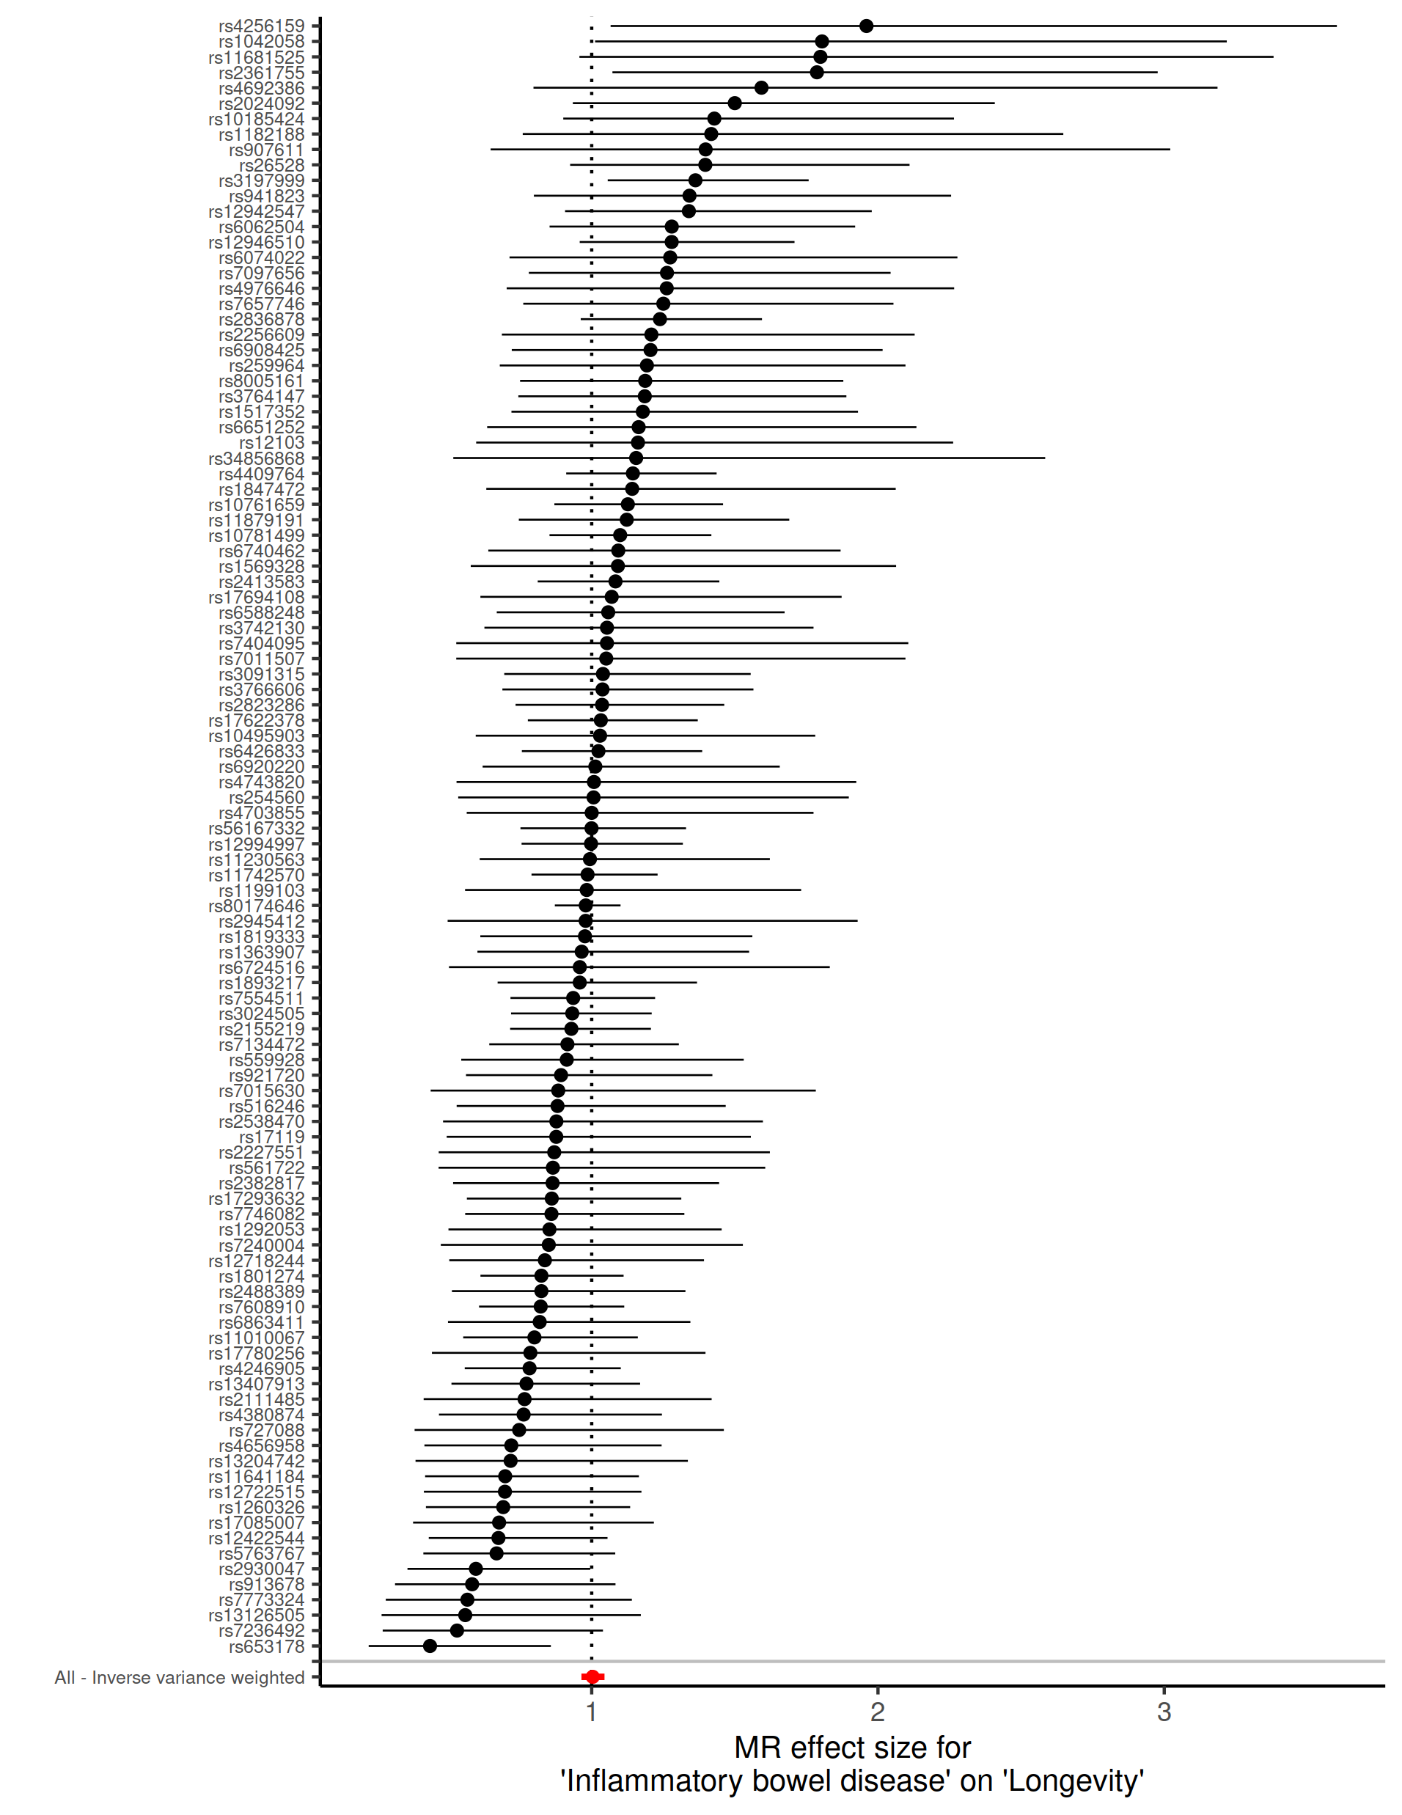 rs4256159
rs1042058
rs11681525
rs2361755
rs4692386
rs2024092
rs10185424
rs1182188
rs907611
rs26528
rs3197999
rs941823
rs12942547
rs6062504
rs12946510
rs6074022
rs7097656
rs4976646
rs7657746
rs2836878
rs2256609
rs6908425
rs259964
rs8005161
rs3764147
rs1517352
rs6651252
rs12103
rs34856868
rs4409764
rs1847472
rs10761659
rs11879191
rs10781499
rs6740462
rs1569328
rs2413583
rs17694108
rs6588248
rs3742130
rs7404095
rs7011507
rs3091315
rs3766606
rs2823286
rs17622378
rs10495903
rs6426833
rs6920220
rs4743820
rs254560
rs4703855
rs56167332
rs12994997
rs11230563
rs11742570
rs1199103
rs80174646
rs2945412
rs1819333
rs1363907
rs6724516
rs1893217
rs7554511
rs3024505
rs2155219
rs7134472
rs559928
rs921720
rs7015630
rs516246
rs2538470
rs17119
rs2227551
rs561722
rs2382817
rs17293632
rs7746082
rs1292053
rs7240004
rs12718244
rs1801274
rs2488389
rs7608910
rs6863411
rs11010067
rs17780256
rs4246905
rs13407913
rs2111485
rs4380874
rs727088
rs4656958
rs13204742
rs11641184
rs12722515
rs1260326
rs17085007
rs12422544
rs5763767
rs2930047
rs913678
rs7773324
rs13126505
rs7236492
rs653178
All - Inverse variance weighted
1 2 3
MR effect size for
'Inflammatory bowel disease' on 'Longevity'